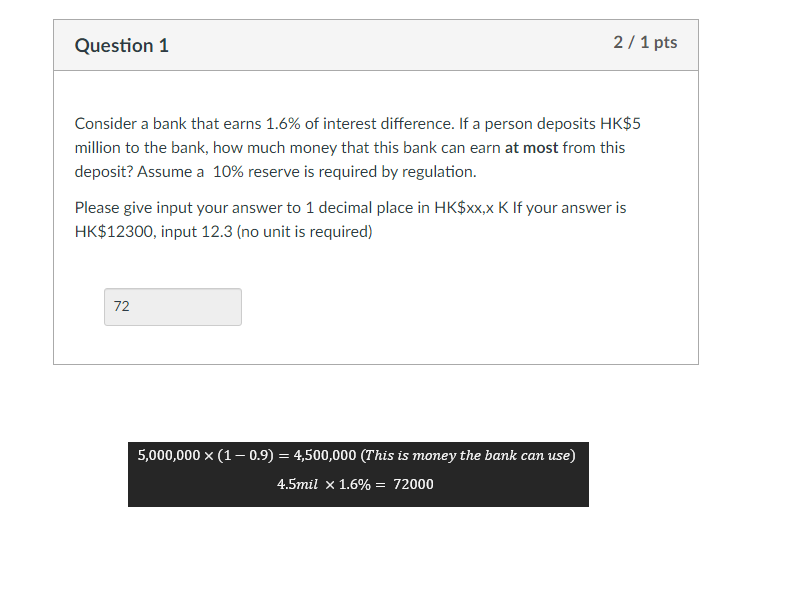 Question 1
2 / 1 pts
Consider a bank that earns 1.6% of interest difference. If a person deposits HK$5
million to the bank, how much money that this bank can earn at most from this
deposit? Assume a 10% reserve is required by regulation.
Please give input your answer to 1 decimal place in HK$xx,x K If your answer is
HK$12300, input 12.3 (no unit is required)
72
5,000,000 × (1 − 0.9) = 4,500,000 (This is money the bank can use)
4.5mil × 1.6% = 72000